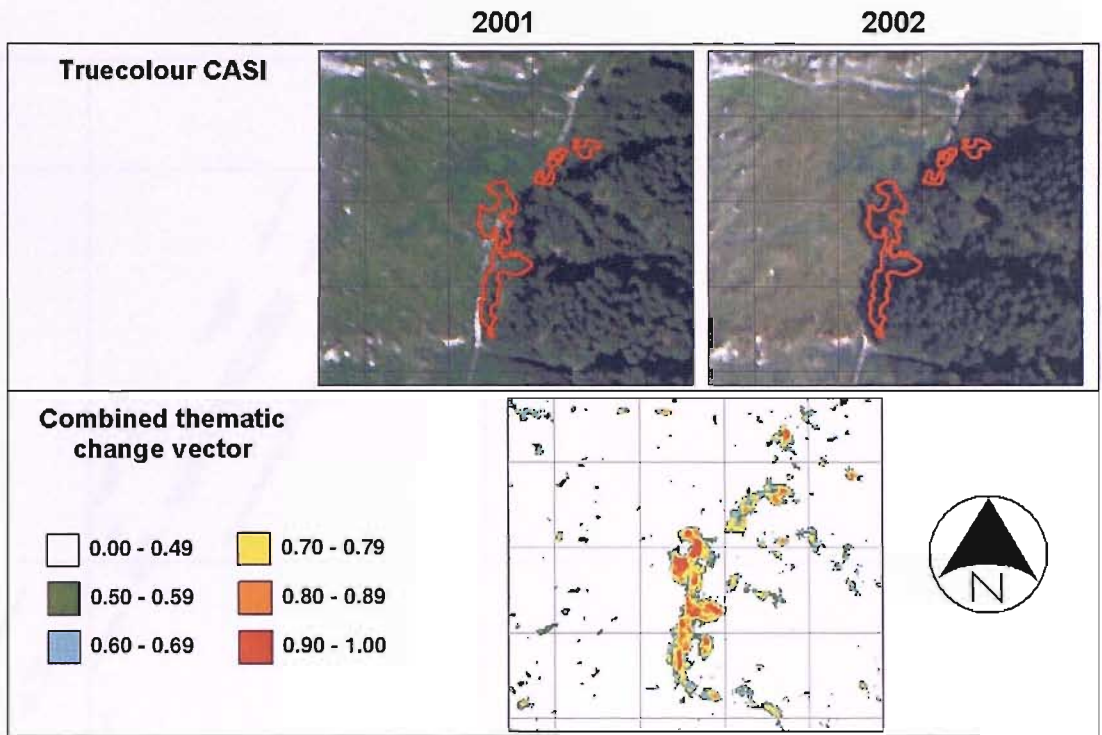 2001 2002
Truecolour CASI
Combined thematic
change vector
0.00 - 0.49 0.70 - 0.79
0.50 - 0.59 0.80 - 0.89
0.60 - 0.69 0.90 - 1.00
N